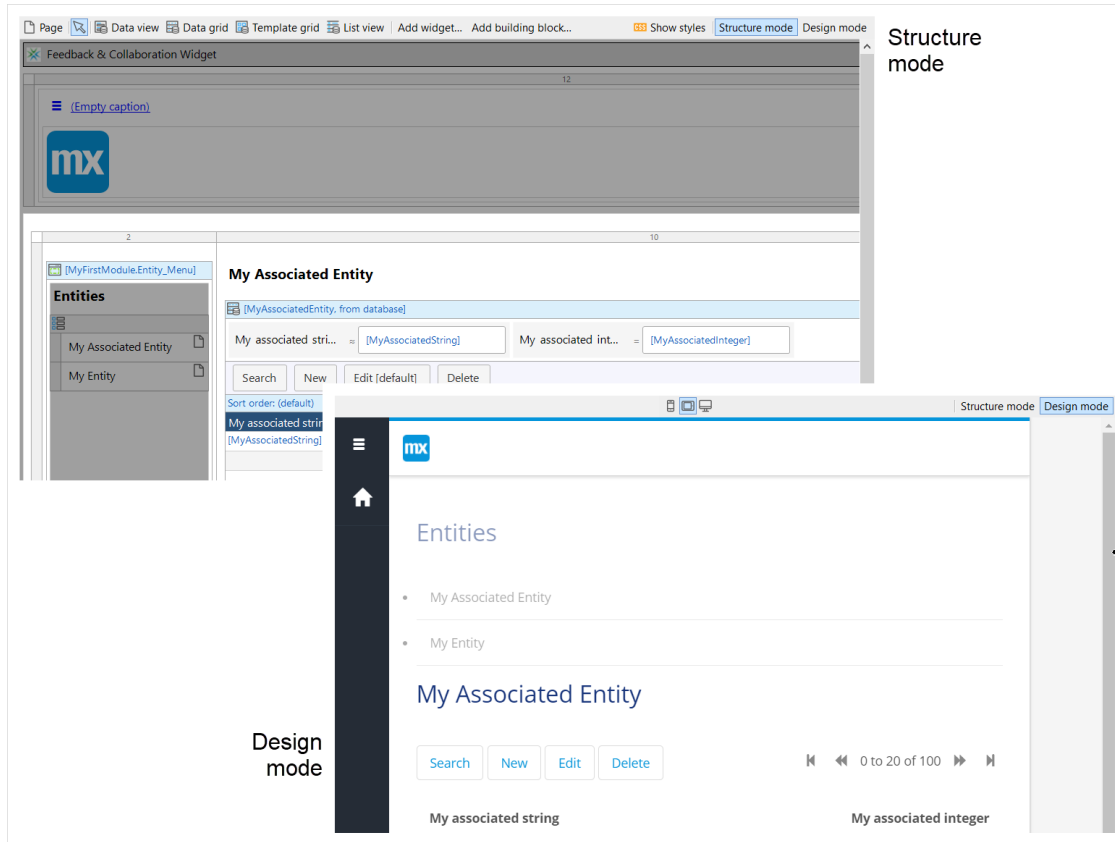 Page Data view Data grid Template grid List view Add widget... Add building block... CSS Show styles Structure mode Design mode
Structure
mode
Feedback & Collaboration Widget
12
(Empty caption)
mx
2 10
[MyFirstModule.Entity_Menu]
Entities
My Associated Entity
My Entity
My Associated Entity
[MyAssociatedEntity, from database]
My associated stri... ≈ [MyAssociatedString] My associated int... = [MyAssociatedInteger]
Search New Edit [default] Delete
Sort order: (default)
My associated strin
[MyAssociatedString]
Structure mode Design mode
mx
Entities
My Associated Entity
My Entity
My Associated Entity
Design
mode
Search New Edit Delete 0 to 20 of 100
My associated string My associated integer